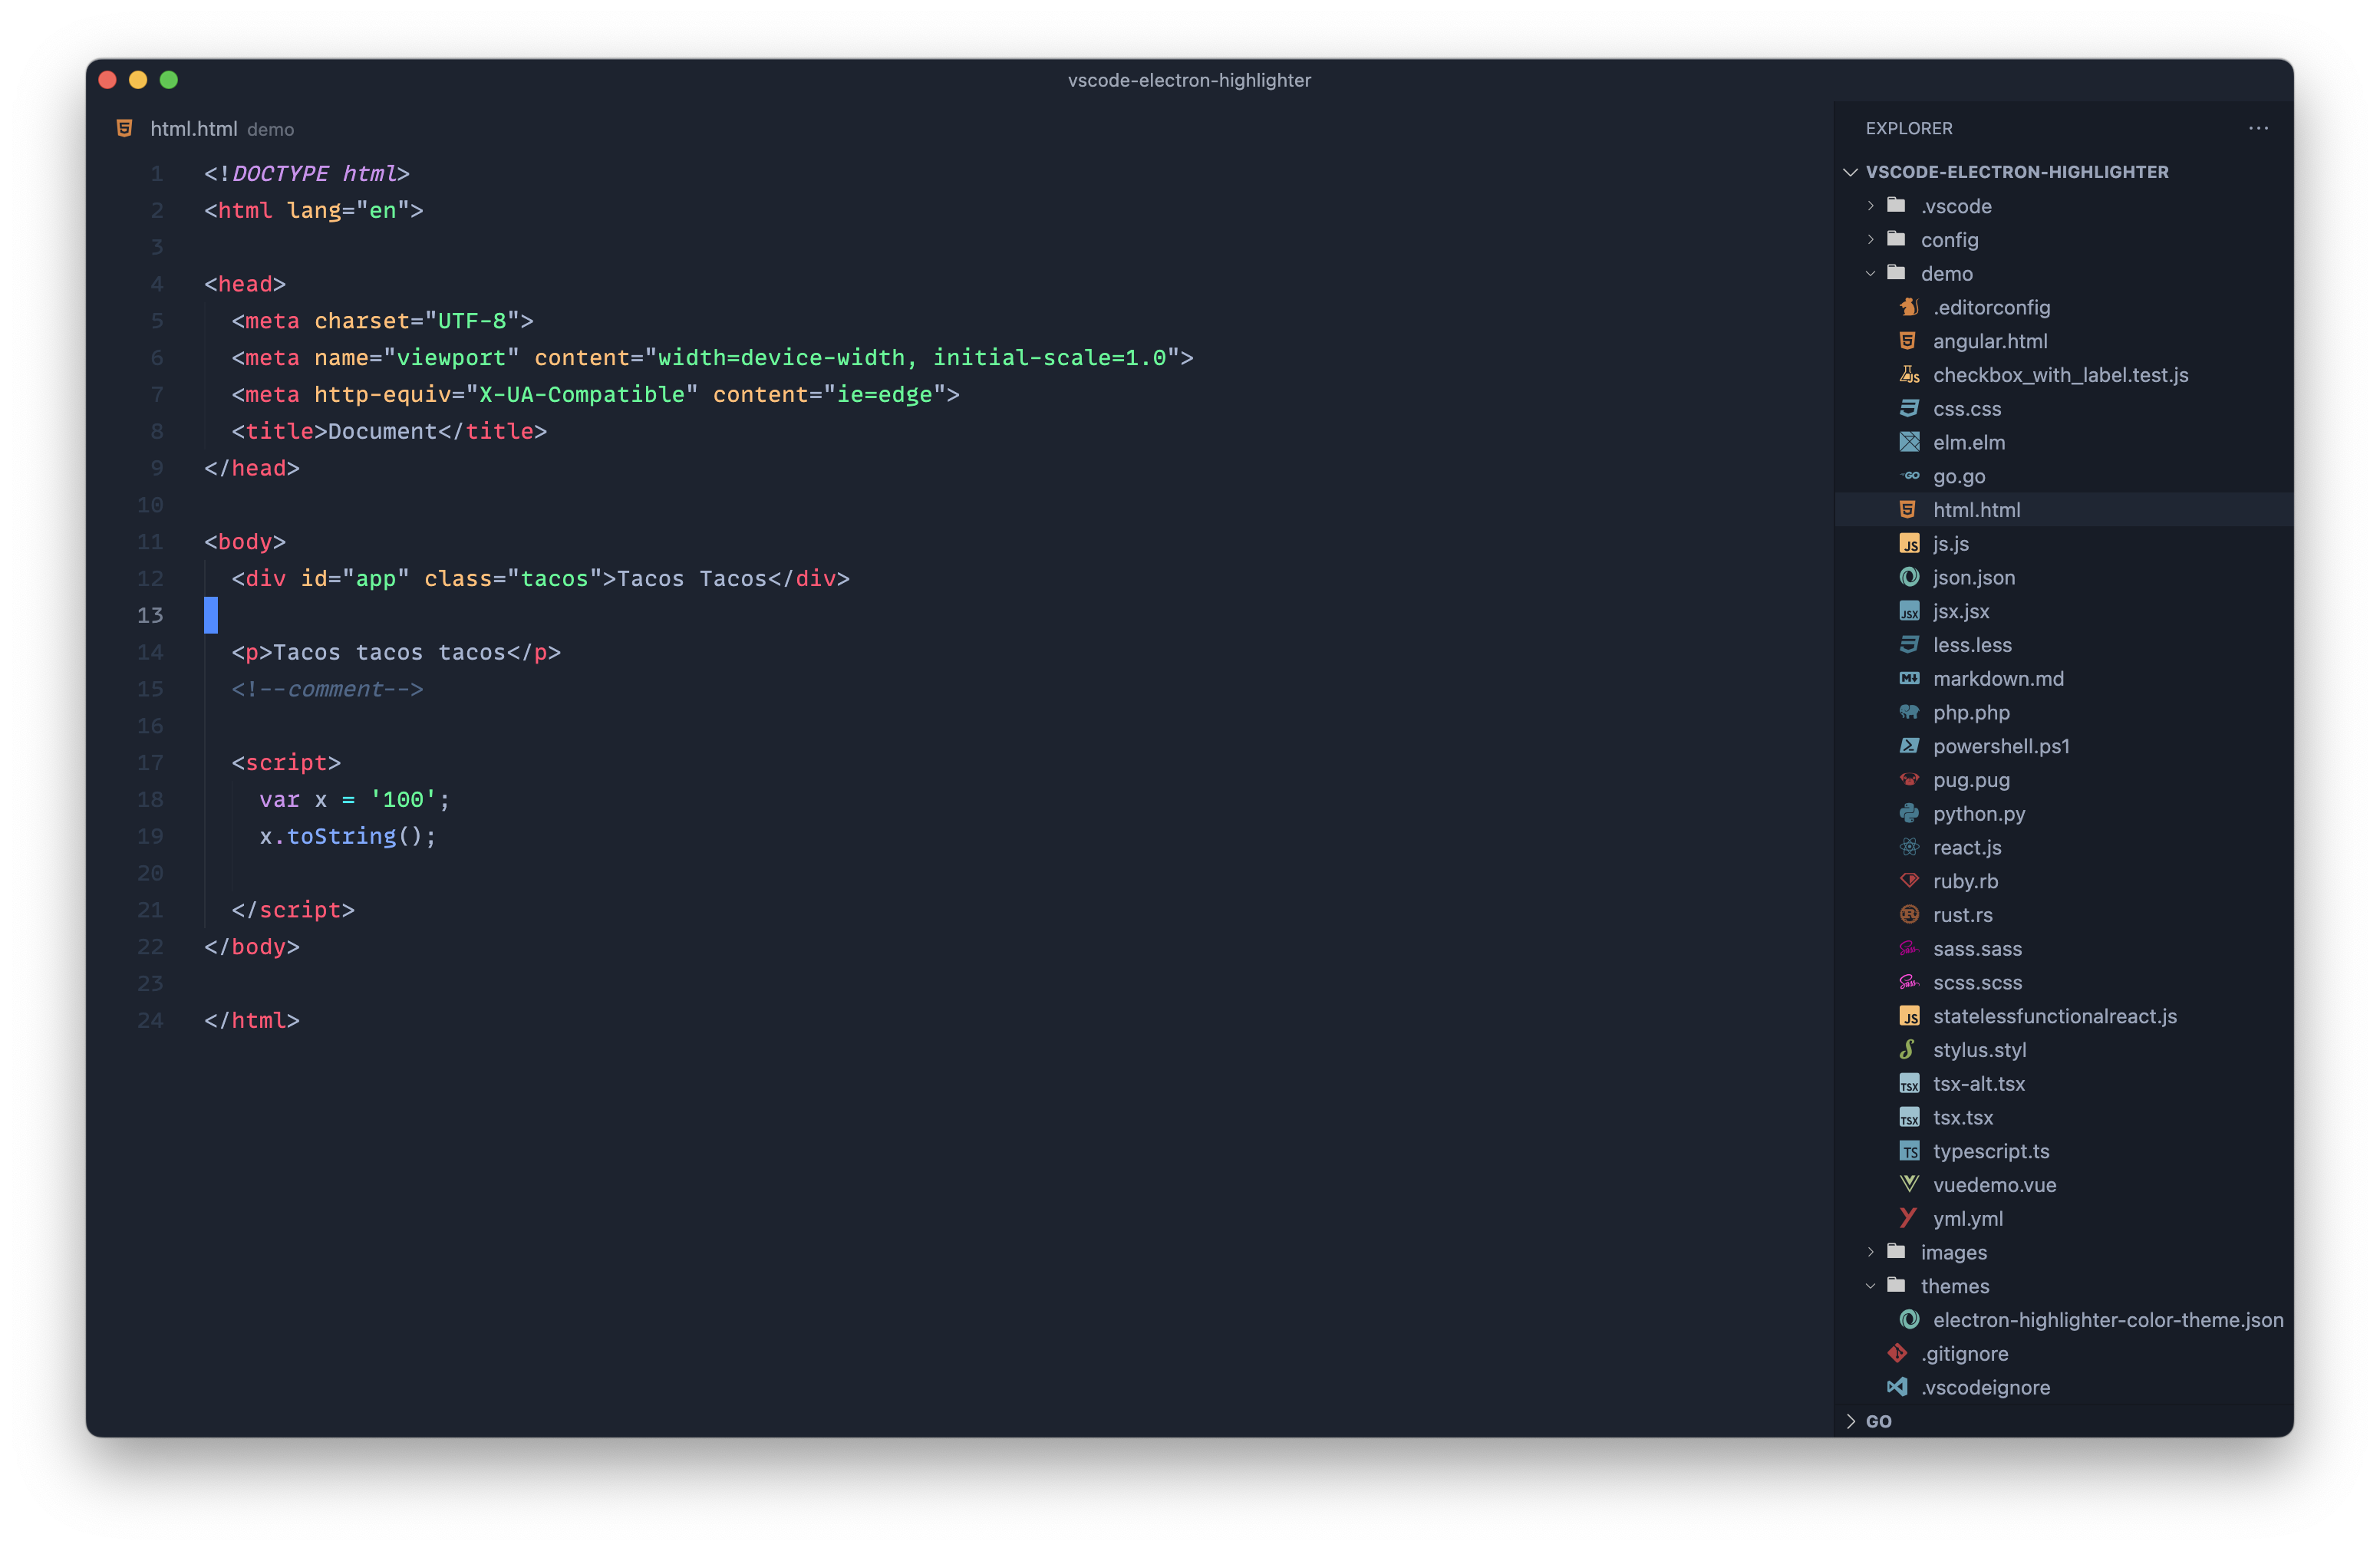 vscode-electron-highlighter
html.html demo
1 <!DOCTYPE html>
2 <html lang="en">
3
4 <head>
5   <meta charset="UTF-8">
6   <meta name="viewport" content="width=device-width, initial-scale=1.0">
7   <meta http-equiv="X-UA-Compatible" content="ie=edge">
8   <title>Document</title>
9 </head>
10
11 <body>
12   <div id="app" class="tacos">Tacos Tacos</div>
13
14   <p>Tacos tacos tacos</p>
15   <!--comment-->
16
17   <script>
18     var x = '100';
19     x.toString();
20
21   </script>
22 </body>
23
24 </html>
EXPLORER
VSCODE-ELECTRON-HIGHLIGHTER
.vscode
config
demo
.editorconfig
angular.html
checkbox_with_label.test.js
css.css
elm.elm
go.go
html.html
js.js
json.json
jsx.jsx
less.less
markdown.md
php.php
powershell.ps1
pug.pug
python.py
react.js
ruby.rb
rust.rs
sass.sass
scss.scss
statelessfunctionalreact.js
stylus.styl
tsx-alt.tsx
tsx.tsx
typescript.ts
vuedemo.vue
yml.yml
images
themes
electron-highlighter-color-theme.json
.gitignore
.vscodeignore
GO